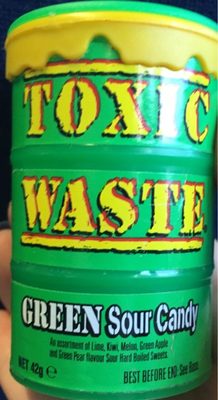 TOXIC
WASTE
GREEN Sour Candy
An assortment of Lime, Kiwi, Melon, Green Apple
and Green Pear flavour Sour Hard Boiled Sweets.
NET 42g ℮
BEST BEFORE END: See Base.